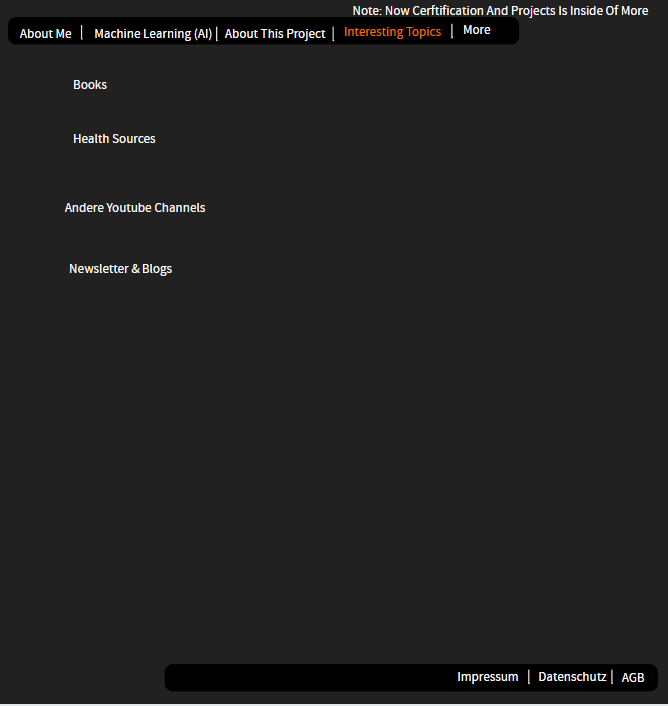 Note: Now Cerftification And Projects Is Inside Of More
About Me | Machine Learning (AI) | About This Project | Interesting Topics | More
Books
Health Sources
Andere Youtube Channels
Newsletter & Blogs
Impressum | Datenschutz | AGB